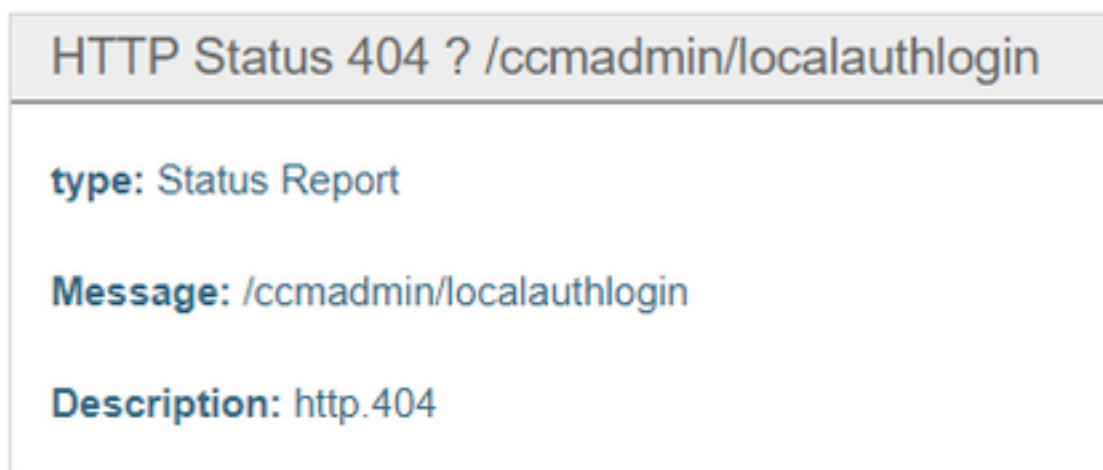 HTTP Status 404 ? /ccmadmin/localauthlogin
type: Status Report
Message: /ccmadmin/localauthlogin
Description: http.404